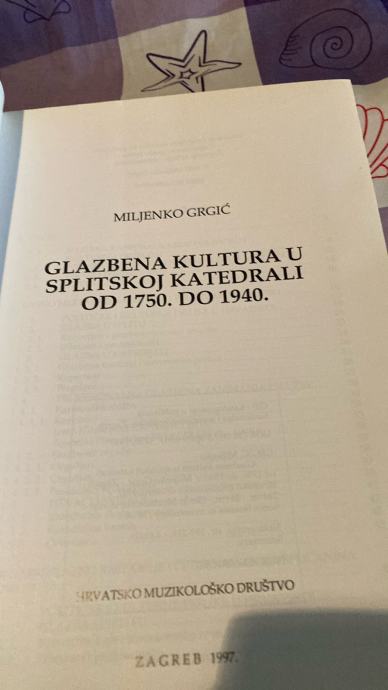 MILJENKO GRGIĆ
GLAZBENA KULTURA U
SPLITSKOJ KATEDRALI
OD 1750. DO 1940.
HRVATSKO MUZIKOLOŠKO DRUŠTVO
ZAGREB 1997.